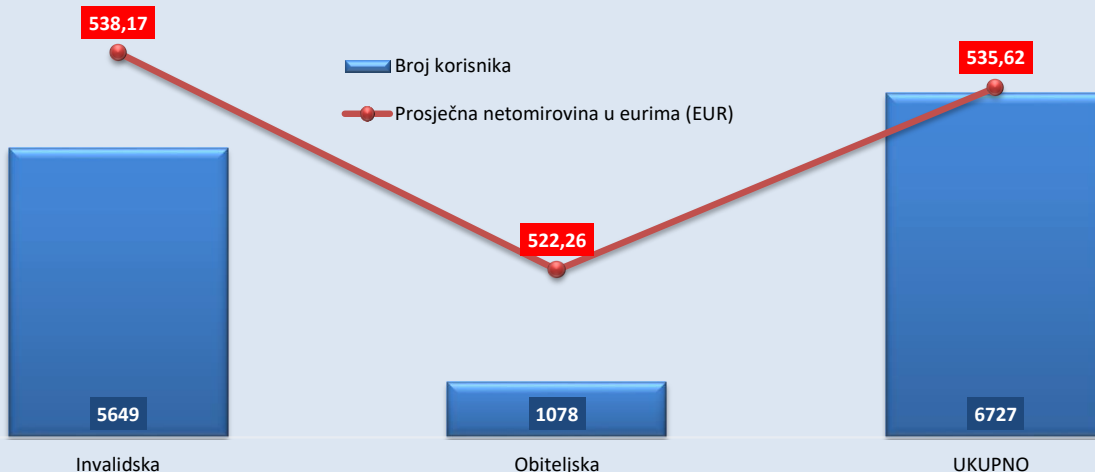 538,17
Broj korisnika
535,62
Prosječna netomirovina u eurima (EUR)
522,26
5649
1078
6727
Invalidska
Obiteljska
UKUPNO